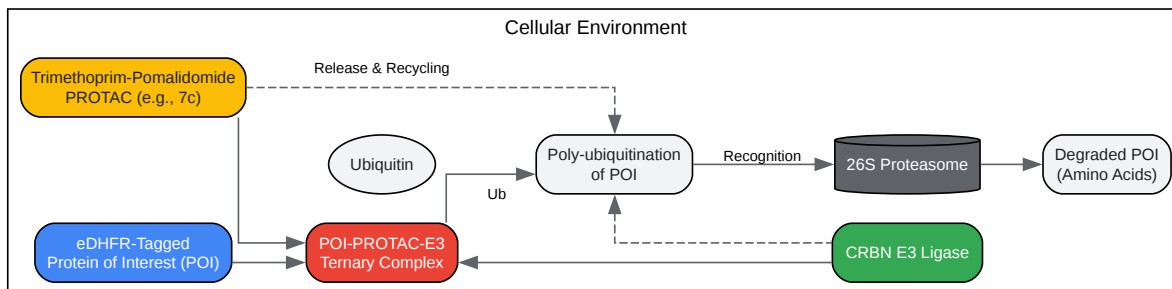 Cellular Environment
Trimethoprim-Pomalidomide
PROTAC (e.g., 7c)
Release & Recycling
Ubiquitin
Poly-ubiquitination
of POI
Recognition
26S Proteasome
Degraded POI
(Amino Acids)
Ub
eDHFR-Tagged
Protein of Interest (POI)
POI-PROTAC-E3
Ternary Complex
CRBN E3 Ligase